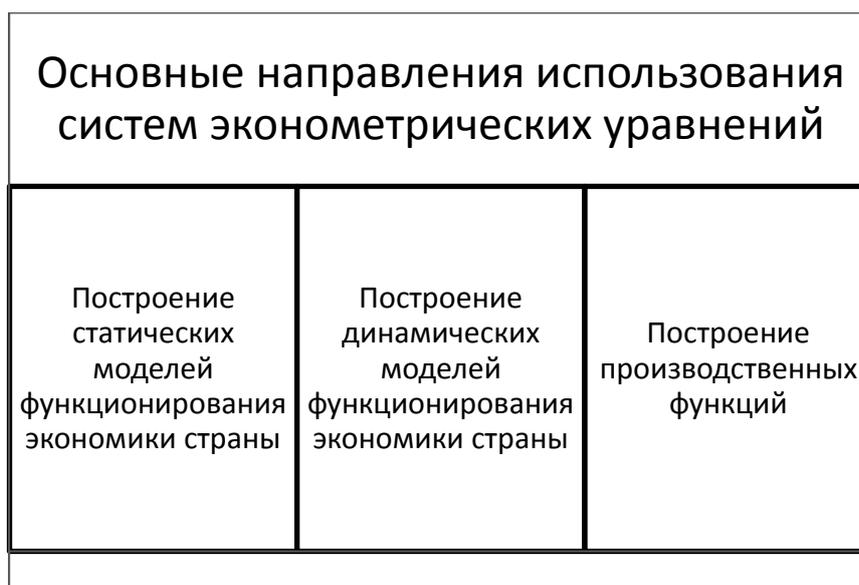 Основные направления использования
систем эконометрических уравнений
Построение
статических
моделей
функционирования
экономики страны
Построение
динамических
моделей
функционирования
экономики страны
Построение
производственных
функций